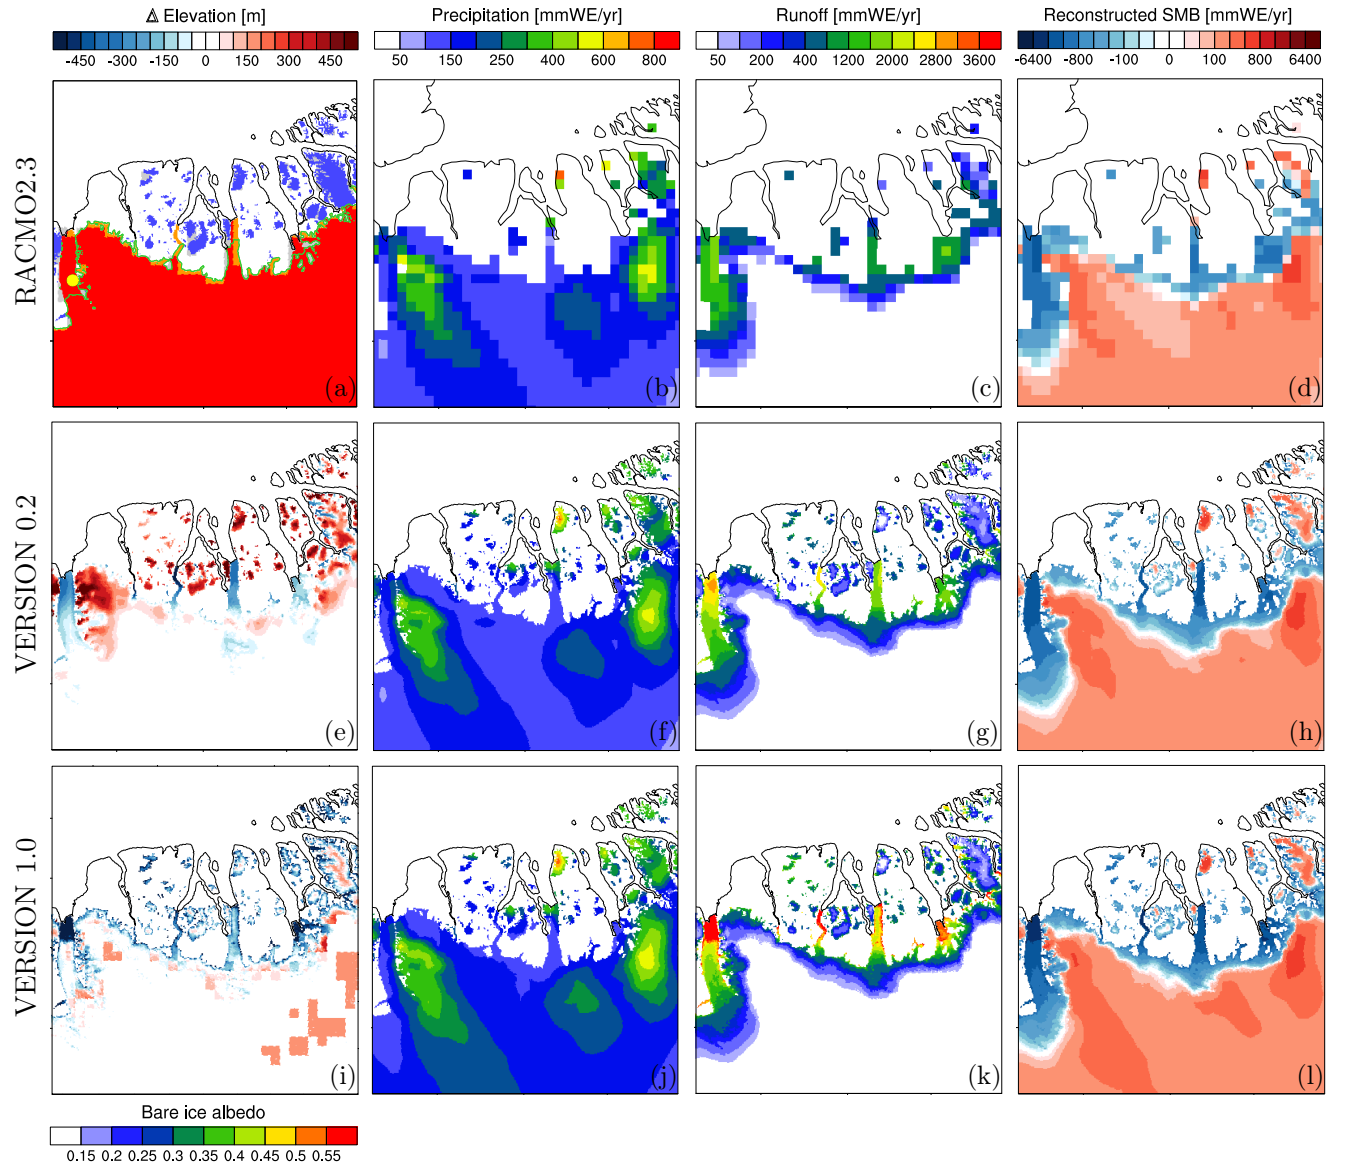 Δ Elevation [m]
Precipitation [mmWE/yr]
Runoff [mmWE/yr]
Reconstructed SMB [mmWE/yr]
-450 -300 -150 0 150 300 450
50 150 250 300 400 600 800
50 200 400 1200 2000 2800 3600
-6400 -800 -100 0 100 800 6400
RACMO2.3
(a)
(b)
(c)
(d)
VERSION 0.2
(e)
(f)
(g)
(h)
VERSION 1.0
(i)
(j)
(k)
(l)
Bare ice albedo
0.15 0.2 0.25 0.3 0.35 0.4 0.45 0.5 0.55